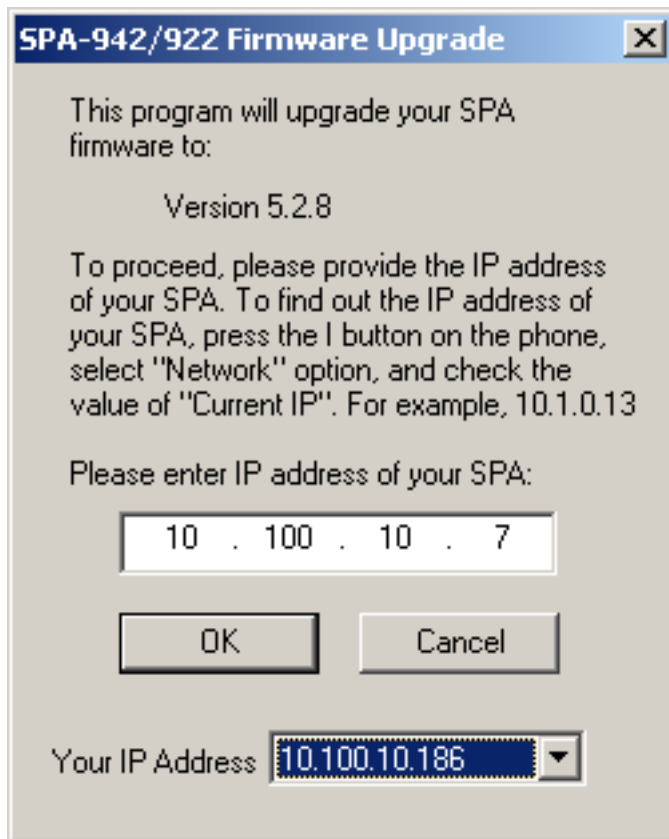 SPA-942/922 Firmware Upgrade
This program will upgrade your SPA
firmware to:
Version 5.2.8
To proceed, please provide the IP address
of your SPA. To find out the IP address of
your SPA, press the I button on the phone,
select "Network" option, and check the
value of "Current IP". For example, 10.1.0.13
Please enter IP address of your SPA:
10 . 100 . 10 . 7
OK Cancel
Your IP Address 10.100.10.186